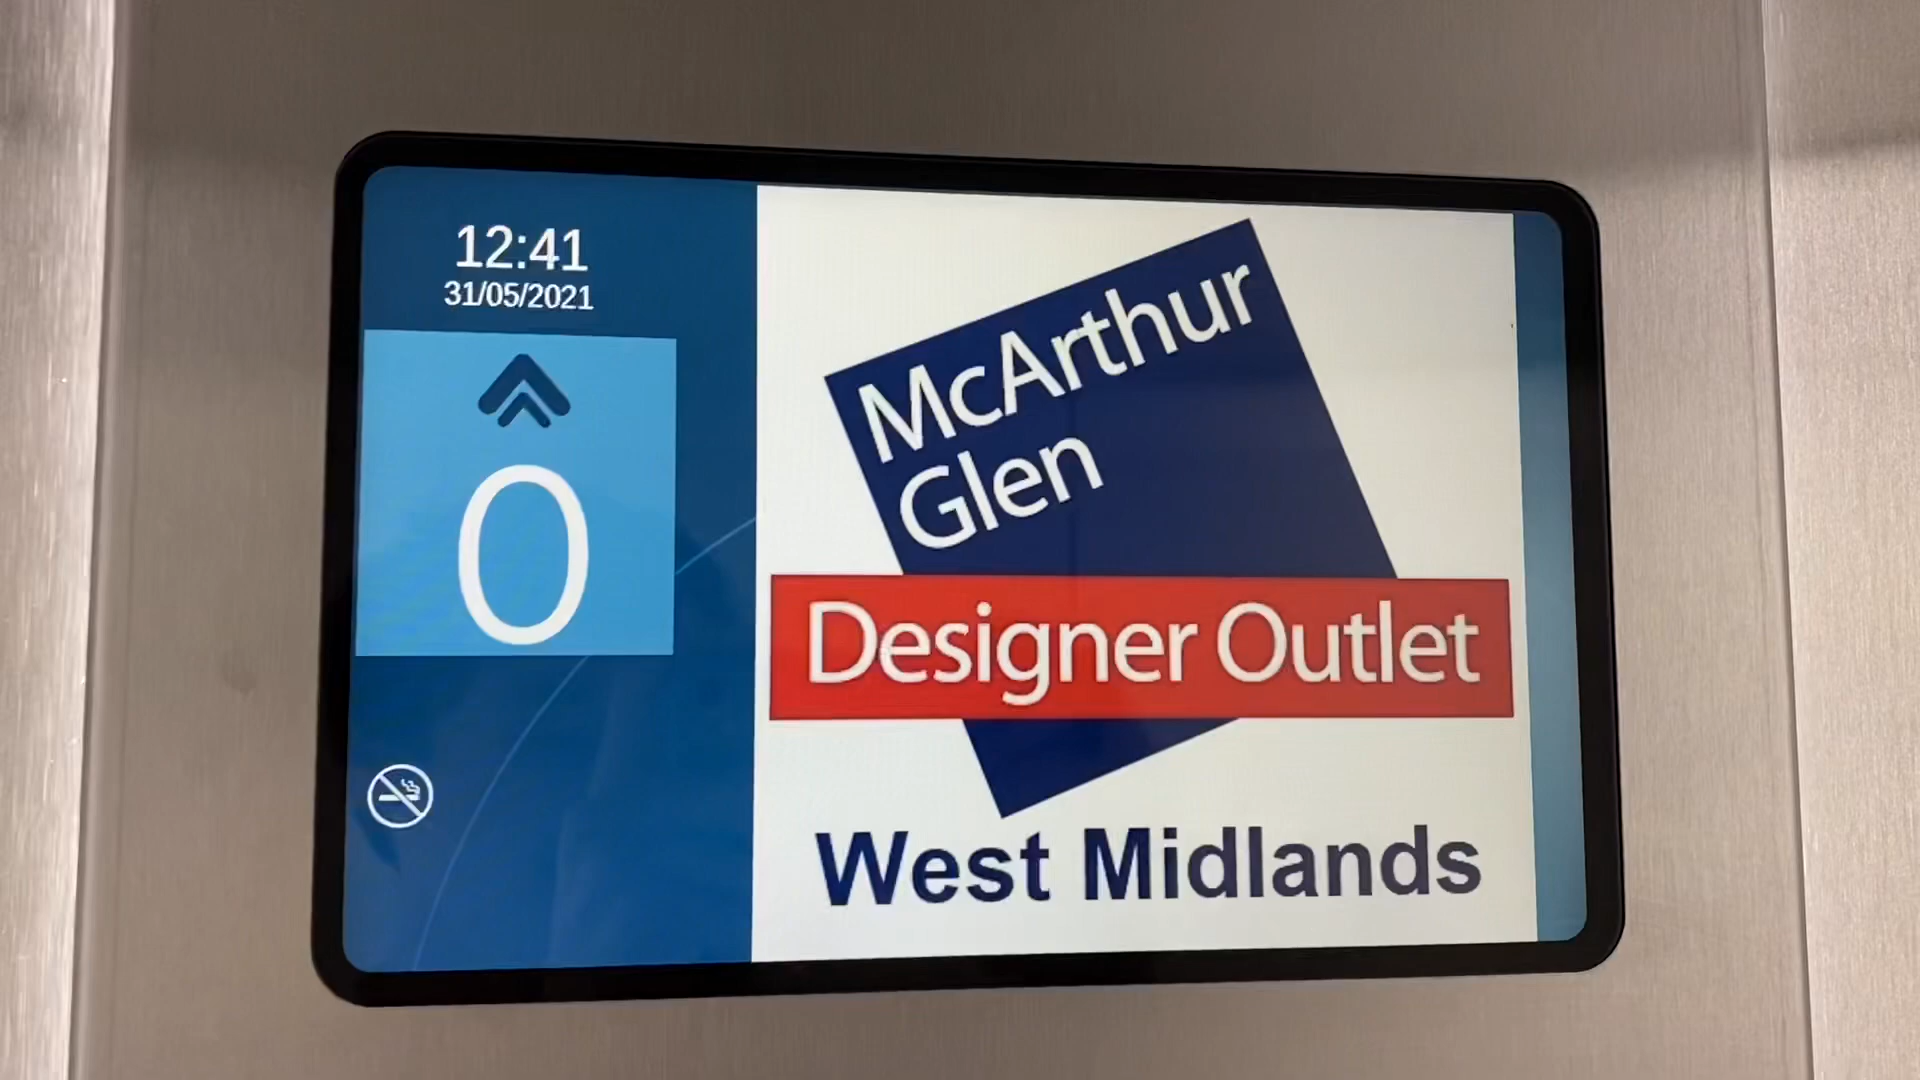 12:41
31/05/2021
0
McArthur
Glen
Designer Outlet
West Midlands